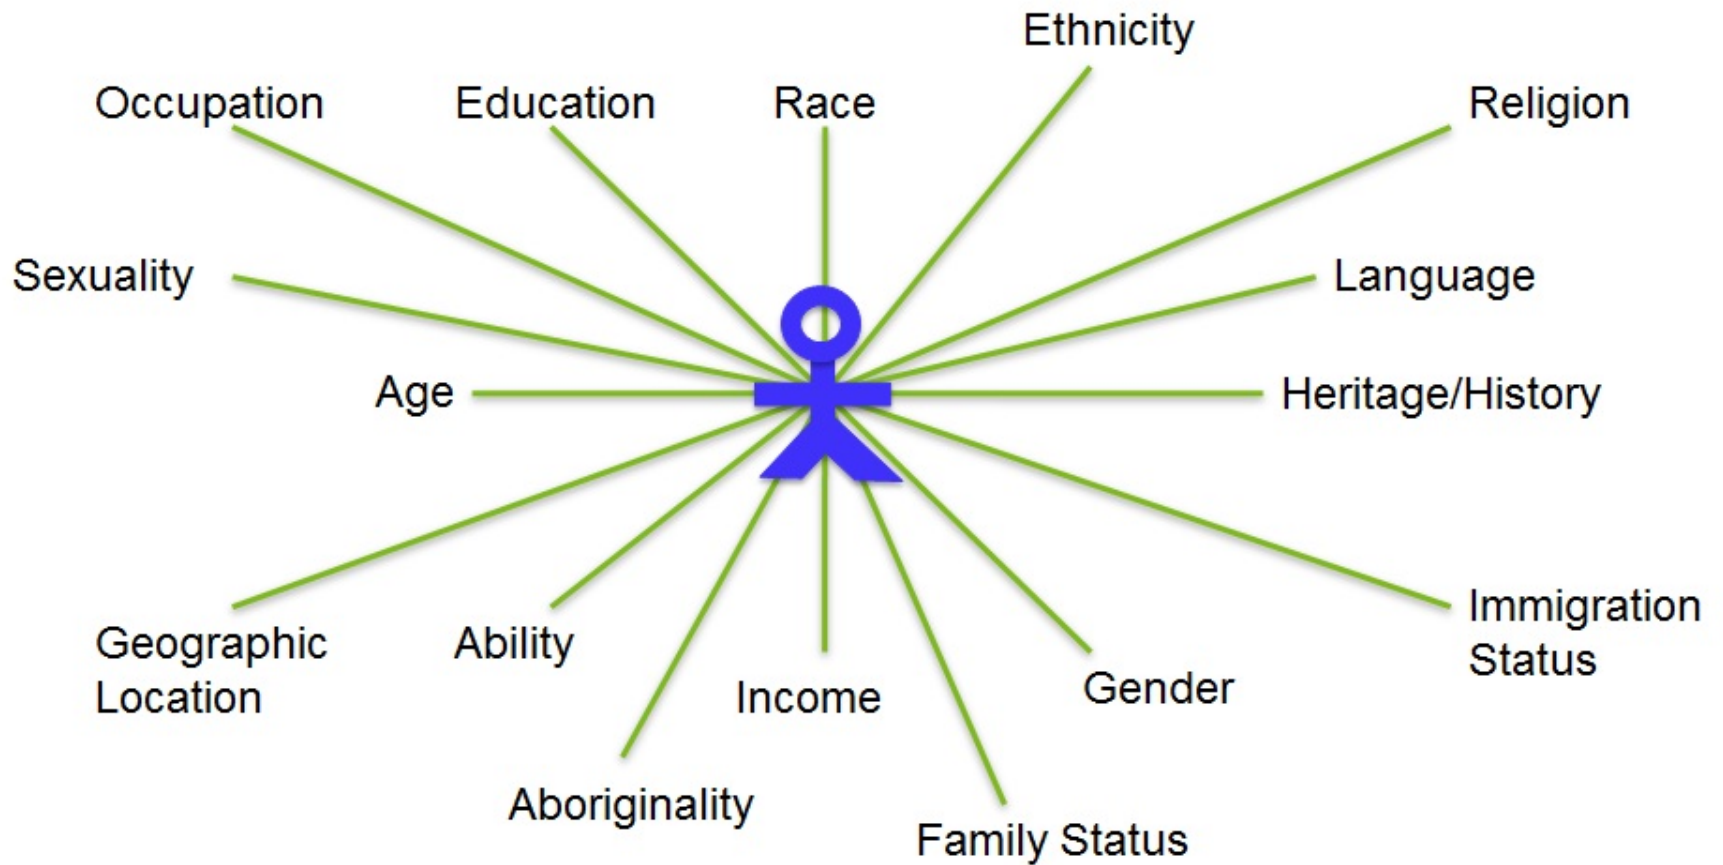 Ethnicity
Occupation
Education
Race
Religion
Sexuality
Language
Age
Heritage/History
Geographic
Location
Ability
Immigration
Status
Income
Gender
Aboriginality
Family Status